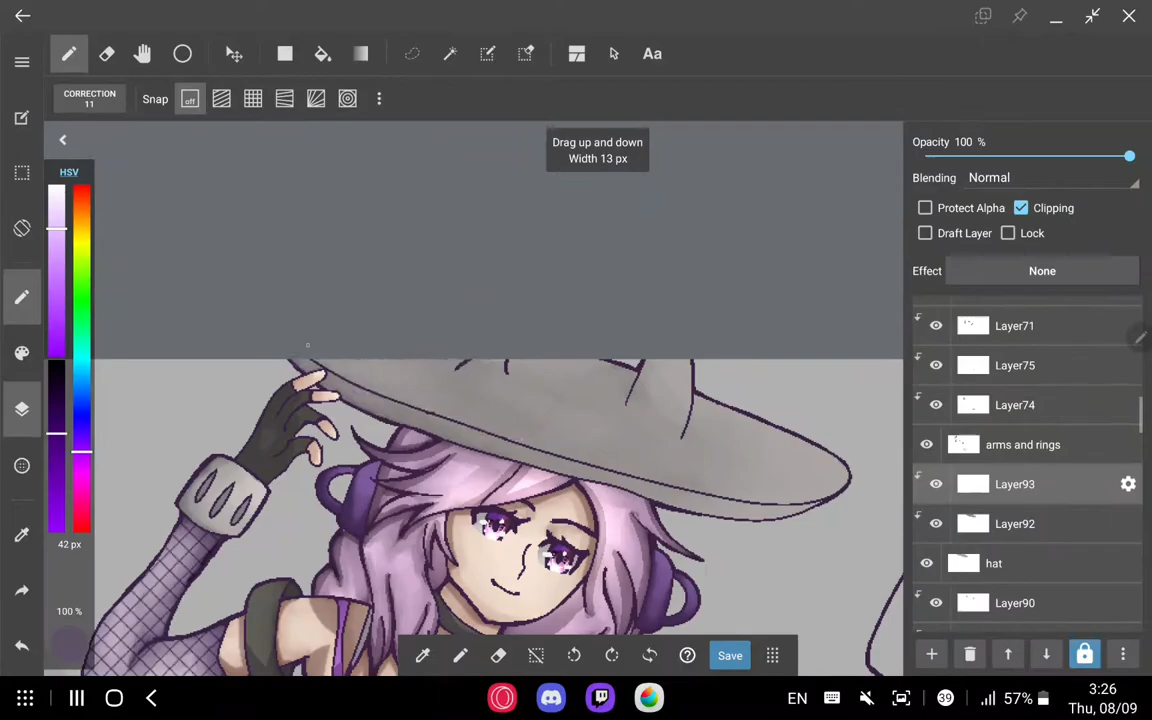 Aa
CORRECTION
11
Snap
off
Drag up and down
Width 13 px
HSV
42 px
100 %
Opacity 100 %
Blending Normal
Protect Alpha
Clipping
Draft Layer
Lock
Effect
None
Layer71
Layer75
Layer74
arms and rings
Layer93
Layer92
hat
Layer90
Save
EN
39
57%
3:26
Thu, 08/09